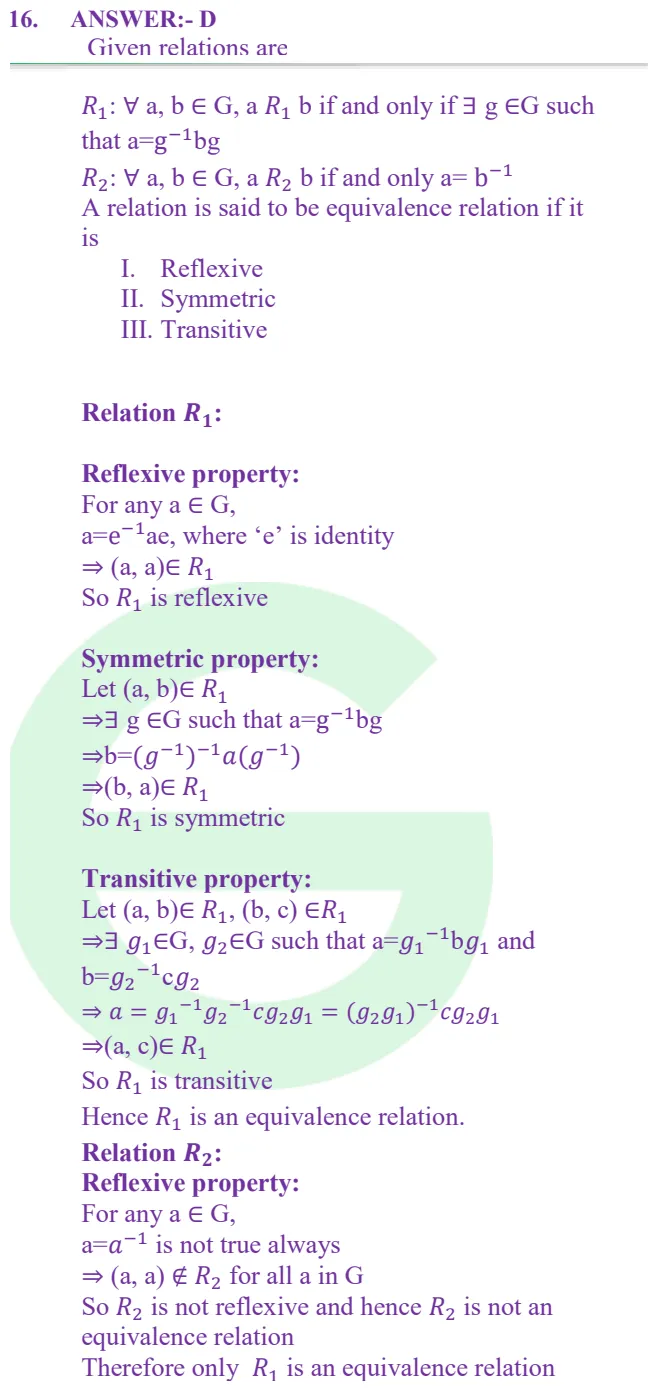 16. ANSWER:- D
Given relations are
R₁: ∀ a, b ∈ G, a R₁ b if and only if ∃ g ∈G such
that a=g⁻¹bg
R₂: ∀ a, b ∈ G, a R₂ b if and only a= b⁻¹
A relation is said to be equivalence relation if it
is
I. Reflexive
II. Symmetric
III. Transitive
Relation R₁:
Reflexive property:
For any a ∈ G,
a=e⁻¹ae, where ‘e’ is identity
⇒ (a, a)∈ R₁
So R₁ is reflexive
Symmetric property:
Let (a, b)∈ R₁
⇒∃ g ∈G such that a=g⁻¹bg
⇒b=(g⁻¹)⁻¹a(g⁻¹)
⇒(b, a)∈ R₁
So R₁ is symmetric
Transitive property:
Let (a, b)∈ R₁, (b, c) ∈R₁
⇒∃ g₁∈G, g₂∈G such that a=g₁⁻¹bg₁ and
b=g₂⁻¹cg₂
⇒ a = g₁⁻¹g₂⁻¹cg₂g₁ = (g₂g₁)⁻¹cg₂g₁
⇒(a, c)∈ R₁
So R₁ is transitive
Hence R₁ is an equivalence relation.
Relation R₂:
Reflexive property:
For any a ∈ G,
a=a⁻¹ is not true always
⇒ (a, a) ∉ R₂ for all a in G
So R₂ is not reflexive and hence R₂ is not an
equivalence relation
Therefore only R₁ is an equivalence relation